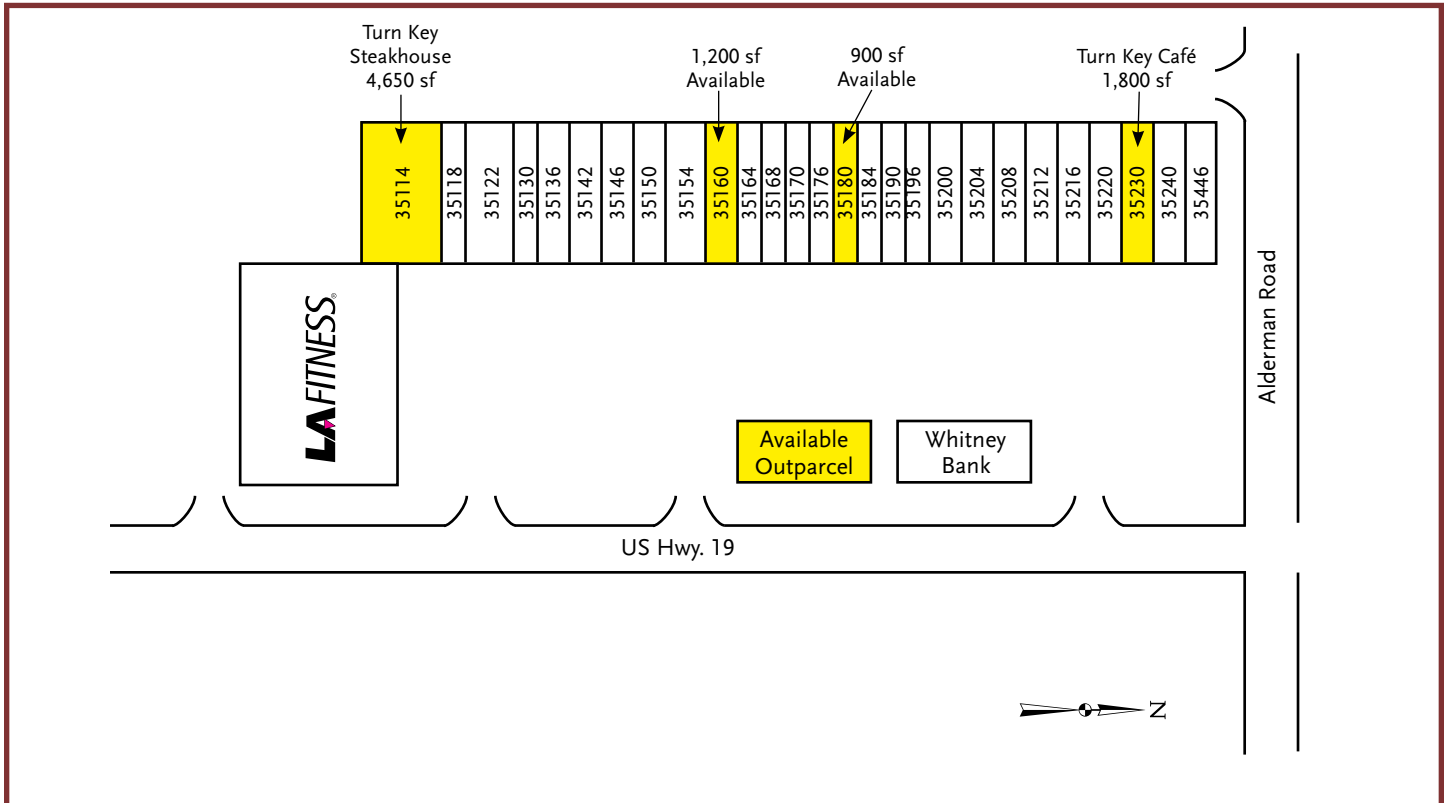 Turn Key
Steakhouse
4,650 sf
1,200 sf
Available
900 sf
Available
Turn Key Café
1,800 sf
35114
35118
35122
35130
35136
35142
35146
35150
35154
35160
35164
35168
35170
35176
35180
35184
35190
35196
35200
35204
35208
35212
35216
35220
35230
35240
35446
Alderman Road
LA FITNESS®
Available
Outparcel
Whitney
Bank
US Hwy. 19
N